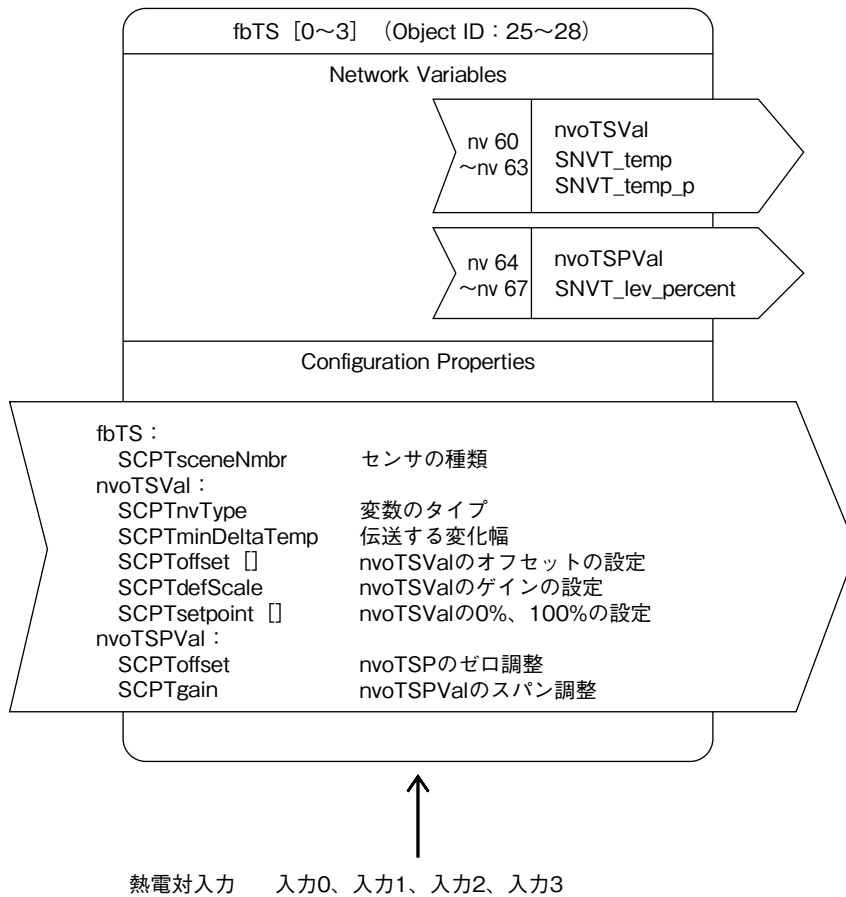 fbTS［0～3］（Object ID：25～28）
Network Variables
nv 60
～nv 63
nvoTSVal
SNVT_temp
SNVT_temp_p
nv 64
～nv 67
nvoTSPVal
SNVT_lev_percent
Configuration Properties
fbTS：
SCPTsceneNmbr　センサの種類
nvoTSVal：
SCPTnvType　変数のタイプ
SCPTminDeltaTemp　伝送する変化幅
SCPToffset［］　nvoTSValのオフセットの設定
SCPTdefScale　nvoTSValのゲインの設定
SCPTsetpoint［］　nvoTSValの0%、100%の設定
nvoTSPVal：
SCPToffset　nvoTSPのゼロ調整
SCPTgain　nvoTSPValのスパン調整
熱電対入力　入力0、入力1、入力2、入力3